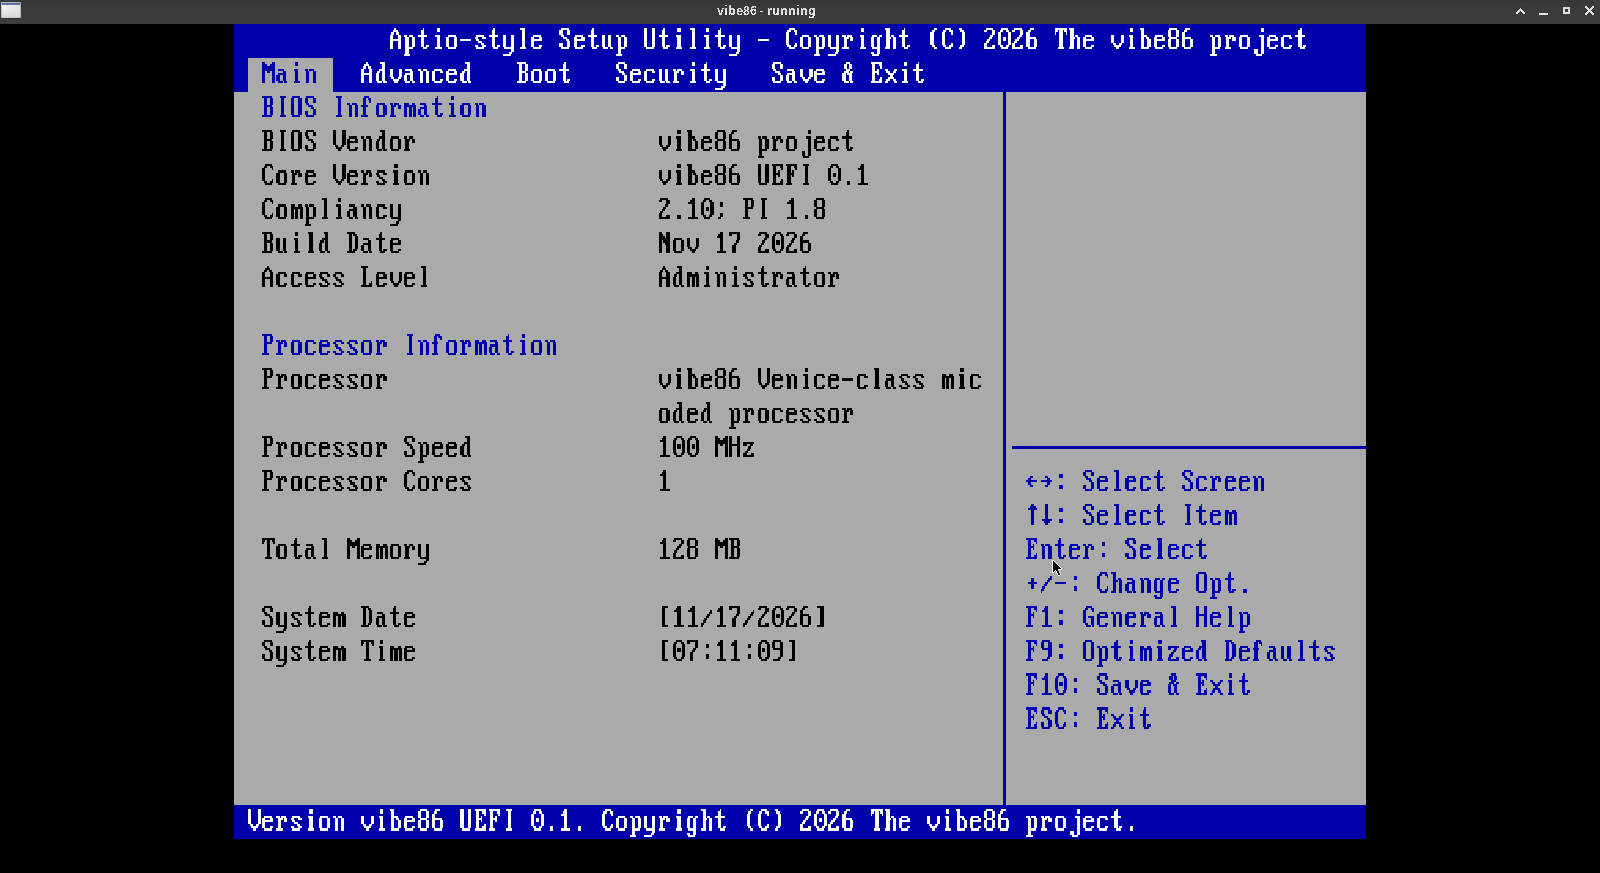 vibe86 - running
Aptio-style Setup Utility - Copyright (C) 2026 The vibe86 project
Main Advanced Boot Security Save & Exit
BIOS Information
BIOS Vendor vibe86 project
Core Version vibe86 UEFI 0.1
Compliancy 2.10; PI 1.8
Build Date Nov 17 2026
Access Level Administrator
Processor Information
Processor vibe86 Venice-class mic
oded processor
Processor Speed 100 MHz
Processor Cores 1
Total Memory 128 MB
System Date [11/17/2026]
System Time [07:11:09]
←→: Select Screen
↑↓: Select Item
Enter: Select
+/-: Change Opt.
F1: General Help
F9: Optimized Defaults
F10: Save & Exit
ESC: Exit
Version vibe86 UEFI 0.1. Copyright (C) 2026 The vibe86 project.